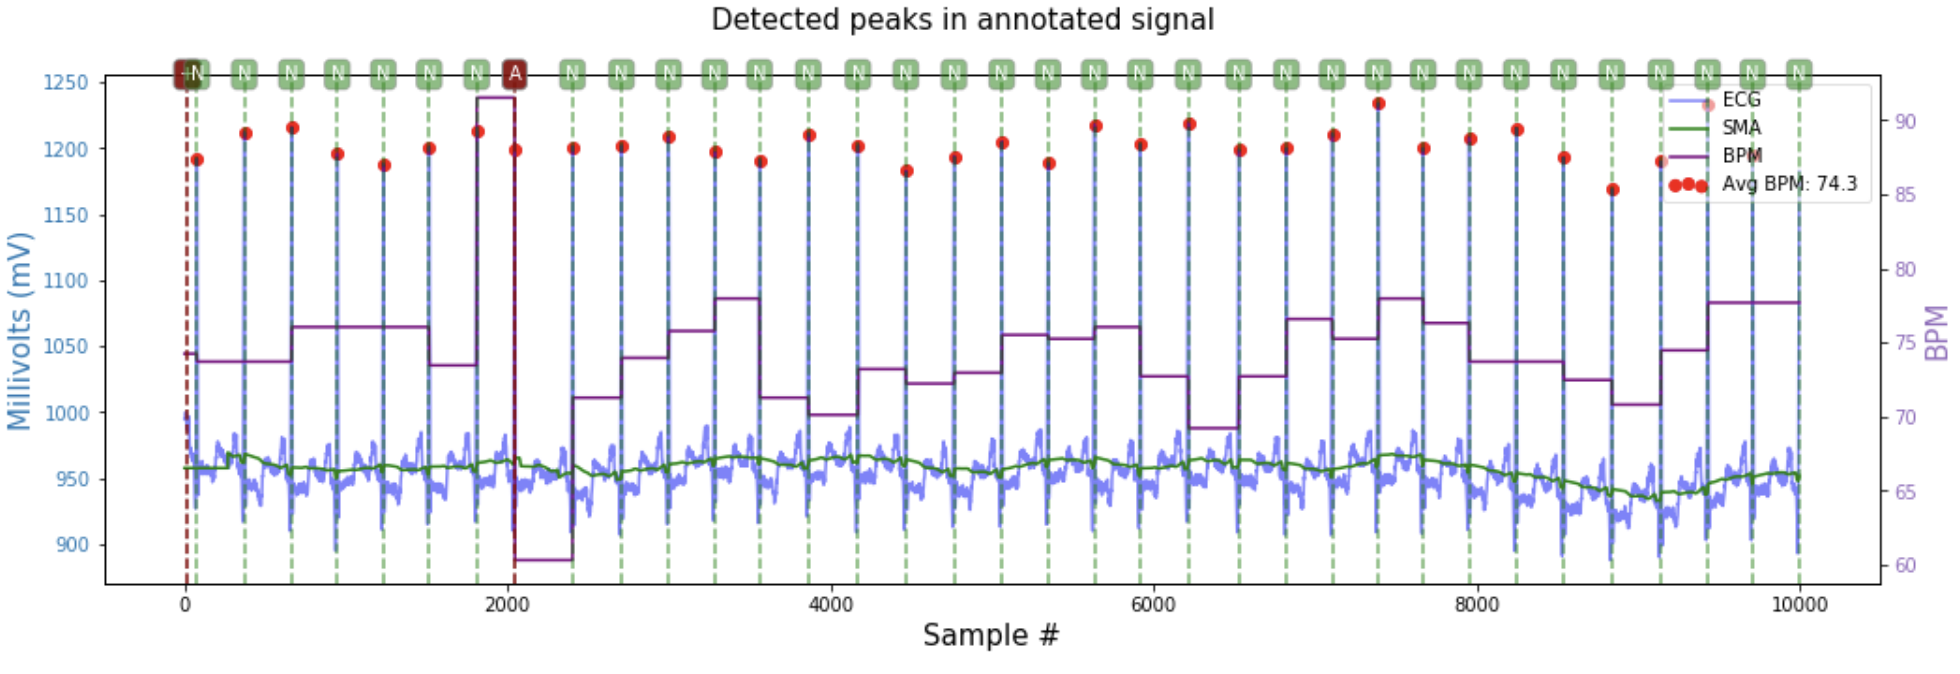 Detected peaks in annotated signal
N N N N N N N A N N N N N N N N N N N N N N N N N N N N N N N N N N N
1250
1200
1150
1100
1050
1000
950
900
Millivolts (mV)
ECG
SMA
BPM
Avg BPM: 74.3
90
85
80
75
70
65
60
BPM
0 2000 4000 6000 8000 10000
Sample #